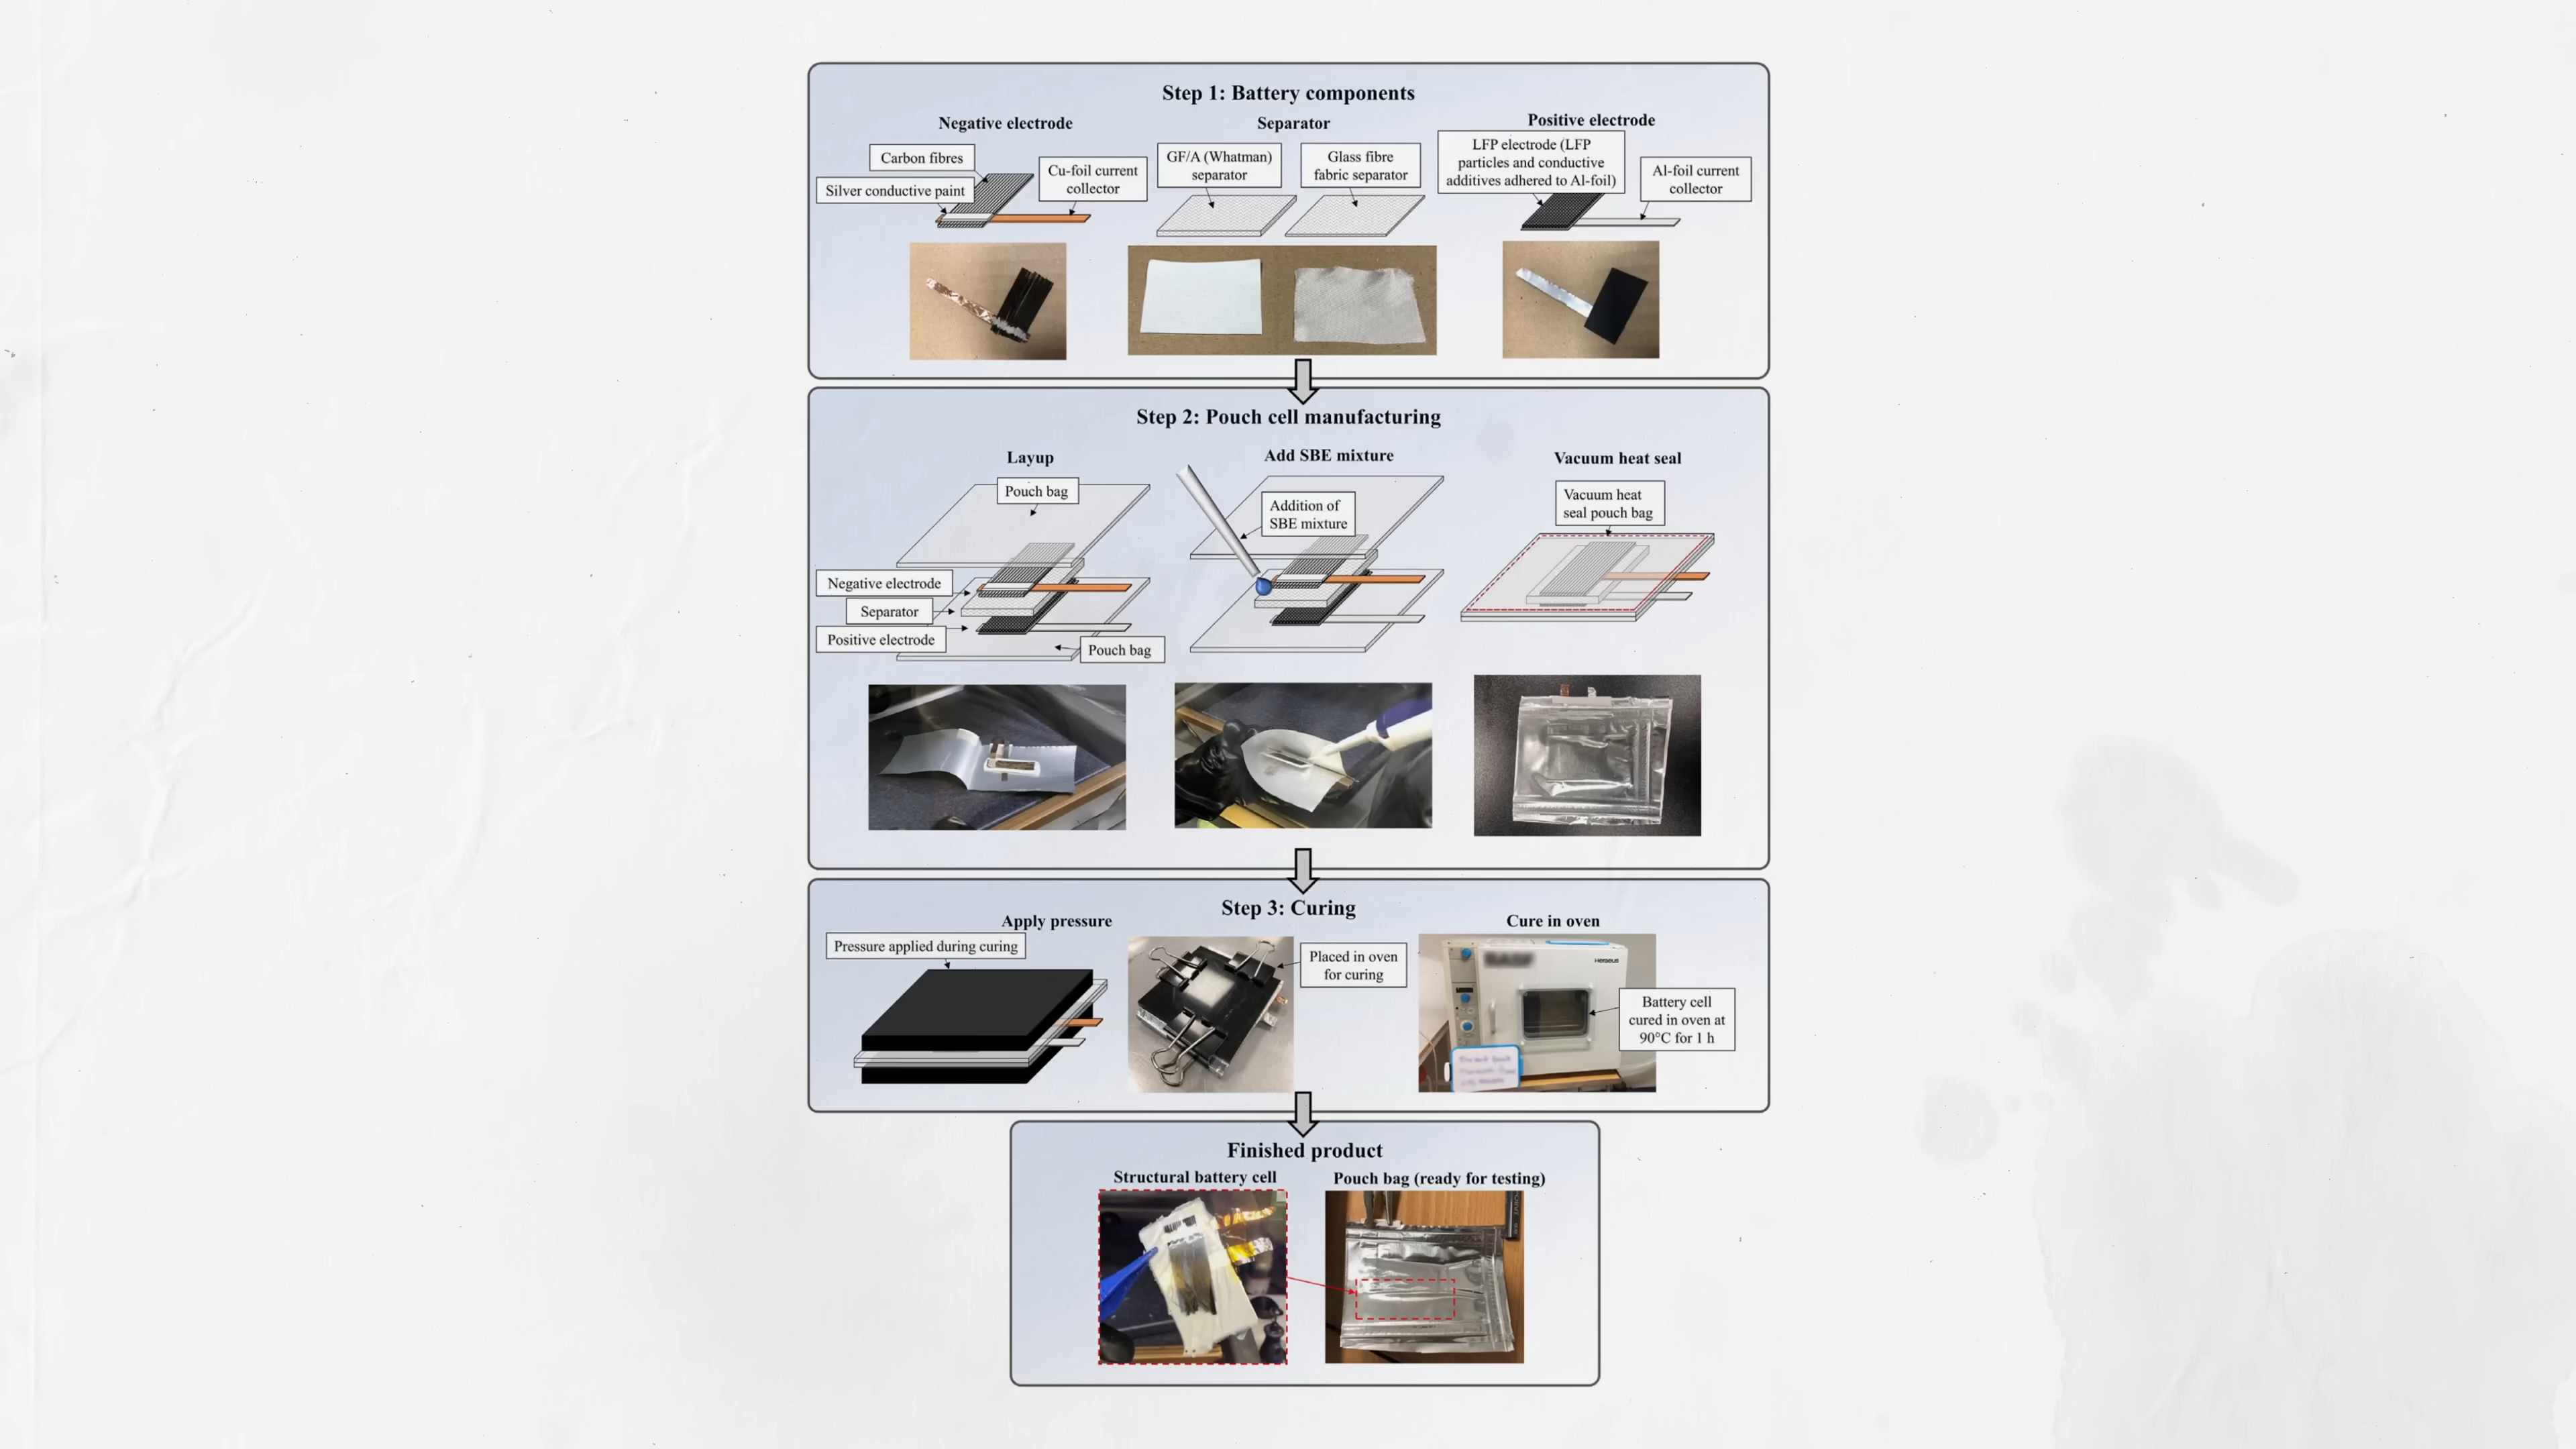 Step 1: Battery components
Negative electrode
Separator
Positive electrode
Carbon fibres
Silver conductive paint
Cu-foil current
collector
GF/A (Whatman)
separator
Glass fibre
fabric separator
LFP electrode (LFP
particles and conductive
additives adhered to Al-foil)
Al-foil current
collector
Step 2: Pouch cell manufacturing
Layup
Add SBE mixture
Vacuum heat seal
Pouch bag
Negative electrode
Separator
Positive electrode
Pouch bag
Addition of
SBE mixture
Vacuum heat
seal pouch bag
Step 3: Curing
Apply pressure
Cure in oven
Pressure applied during curing
Placed in oven
for curing
Heraeus
Battery cell
cured in oven at
90°C for 1 h
Finished product
Structural battery cell
Pouch bag (ready for testing)